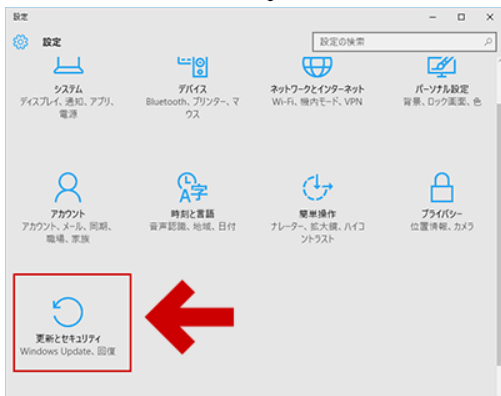 設定
設定
設定の検索
システム
ディスプレイ、通知、アプリ、
電源
デバイス
Bluetooth、プリンター、マ
ウス
ネットワークとインターネット
Wi-Fi、機内モード、VPN
パーソナル設定
背景、ロック画面、色
アカウント
アカウント、メール、同期、
職場、家族
時刻と言語
音声認識、地域、日付
簡単操作
ナレーター、拡大鏡、ハイコ
ントラスト
プライバシー
位置情報、カメラ
更新とセキュリティ
Windows Update、回復